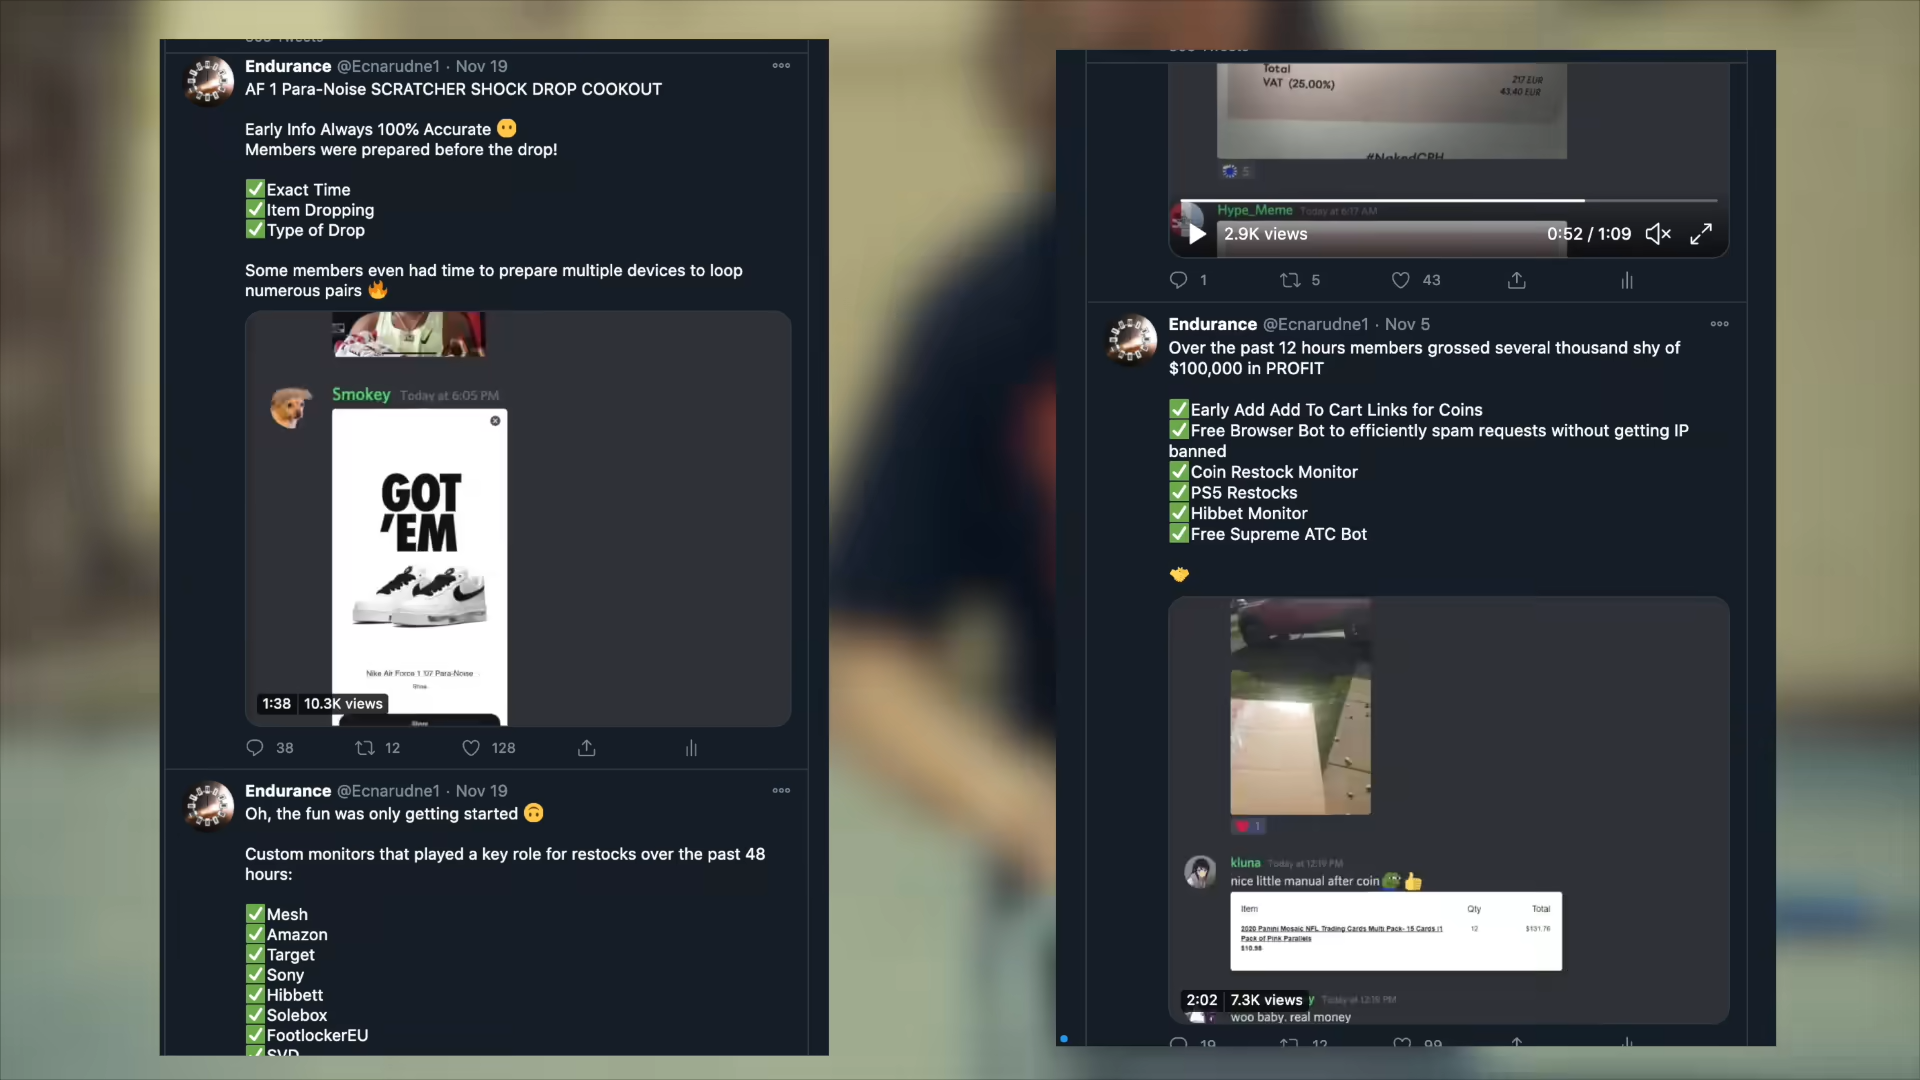 Endurance @Ecnarudne1 · Nov 19
AF 1 Para-Noise SCRATCHER SHOCK DROP COOKOUT
Early Info Always 100% Accurate 😶
Members were prepared before the drop!
✅Exact Time
✅Item Dropping
✅Type of Drop
Some members even had time to prepare multiple devices to loop
numerous pairs 🔥
Smokey Today at 6:05 PM
GOT
'EM
Nike Air Force 1 '07 Para-Noise
1:38 10.3K views
38 12 128
Endurance @Ecnarudne1 · Nov 19
Oh, the fun was only getting started 🙃
Custom monitors that played a key role for restocks over the past 48
hours:
✅Mesh
✅Amazon
✅Target
✅Sony
✅Hibbett
✅Solebox
✅FootlockerEU
✅SVD
Total 217 EUR
VAT (25,00%) 43.40 EUR
#NakedCPH
5
Hype_Meme Today at 6:17 AM
2.9K views 0:52 / 1:09
1 5 43
Endurance @Ecnarudne1 · Nov 5
Over the past 12 hours members grossed several thousand shy of
$100,000 in PROFIT
✅Early Add Add To Cart Links for Coins
✅Free Browser Bot to efficiently spam requests without getting IP
banned
✅Coin Restock Monitor
✅PS5 Restocks
✅Hibbet Monitor
✅Free Supreme ATC Bot
🤝
1
kluna Today at 12:19 PM
nice little manual after coin 👍
Item Qty Total
2020 Panini Mosaic NFL Trading Cards Multi Pack- 15 Cards (1 12 $131.76
Pack of Pink Parallels
$10.98
2:02 7.3K views y Today at 12:19 PM
woo baby. real money
19 12 99